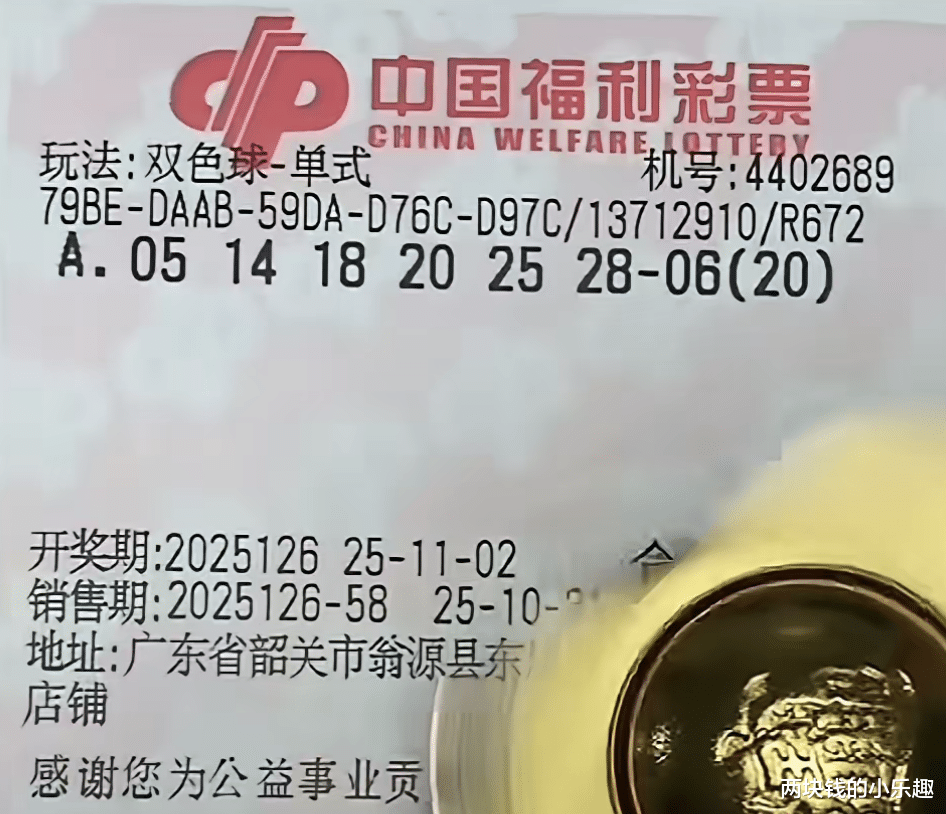 中国福利彩票
CHINA WELFARE LOTTERY
玩法:双色球-单式 机号:4402689
79BE-DAAB-59DA-D76C-D97C/13712910/R672
A. 05 14 18 20 25 28-06(20)
开奖期:2025126 25-11-02 合
销售期:2025126-58 25-10-
地址:广东省韶关市翁源县东
店铺
感谢您为公益事业贡
两块钱的小乐趣